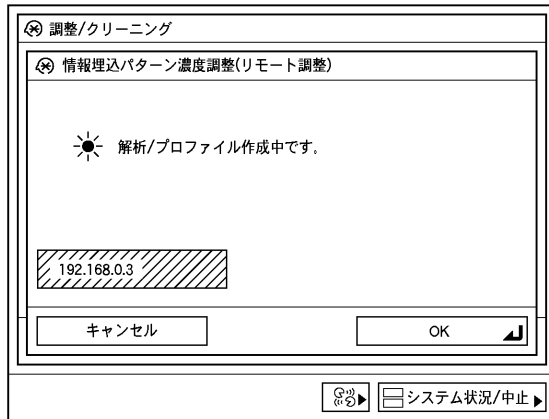 調整/クリーニング
情報埋込パターン濃度調整(リモート調整)
解析/プロファイル作成中です。
192.168.0.3
キャンセル
OK
システム状況/中止